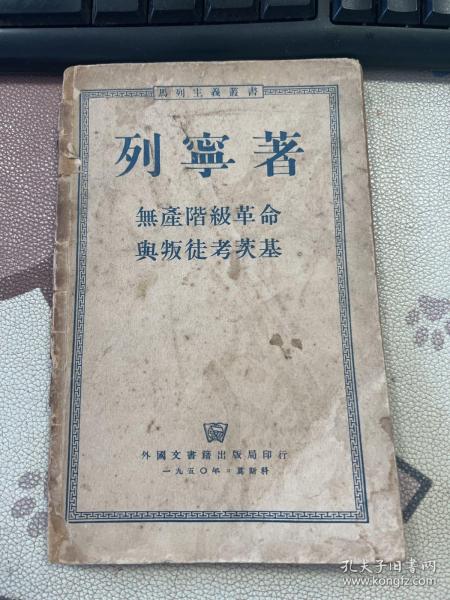 馬列主義叢書
列寧著
無產階級革命
與叛徒考茨基
外國文書籍出版局印行
一九五〇年・莫斯科
孔夫子旧书网
www.kongfz.com